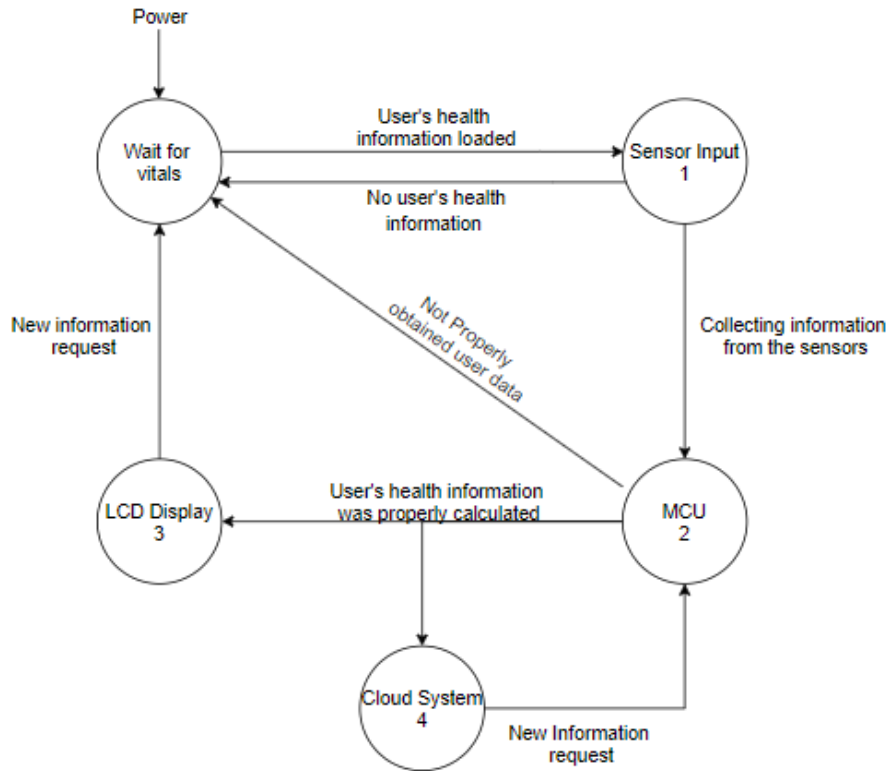 Power
User's health
information loaded
Wait for
vitals
Sensor Input
1
No user's health
information
New information
request
Not Properly
obtained user data
Collecting information
from the sensors
User's health information
was properly calculated
LCD Display
3
MCU
2
Cloud System
4
New Information
request